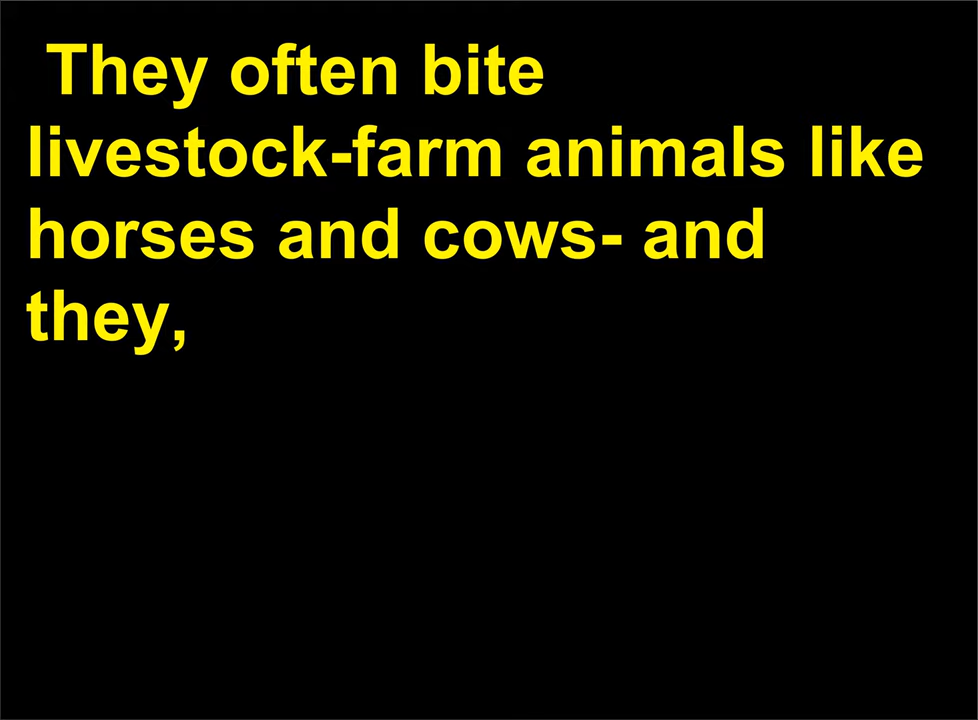 They often bite
livestock-farm animals like
horses and cows- and
they,